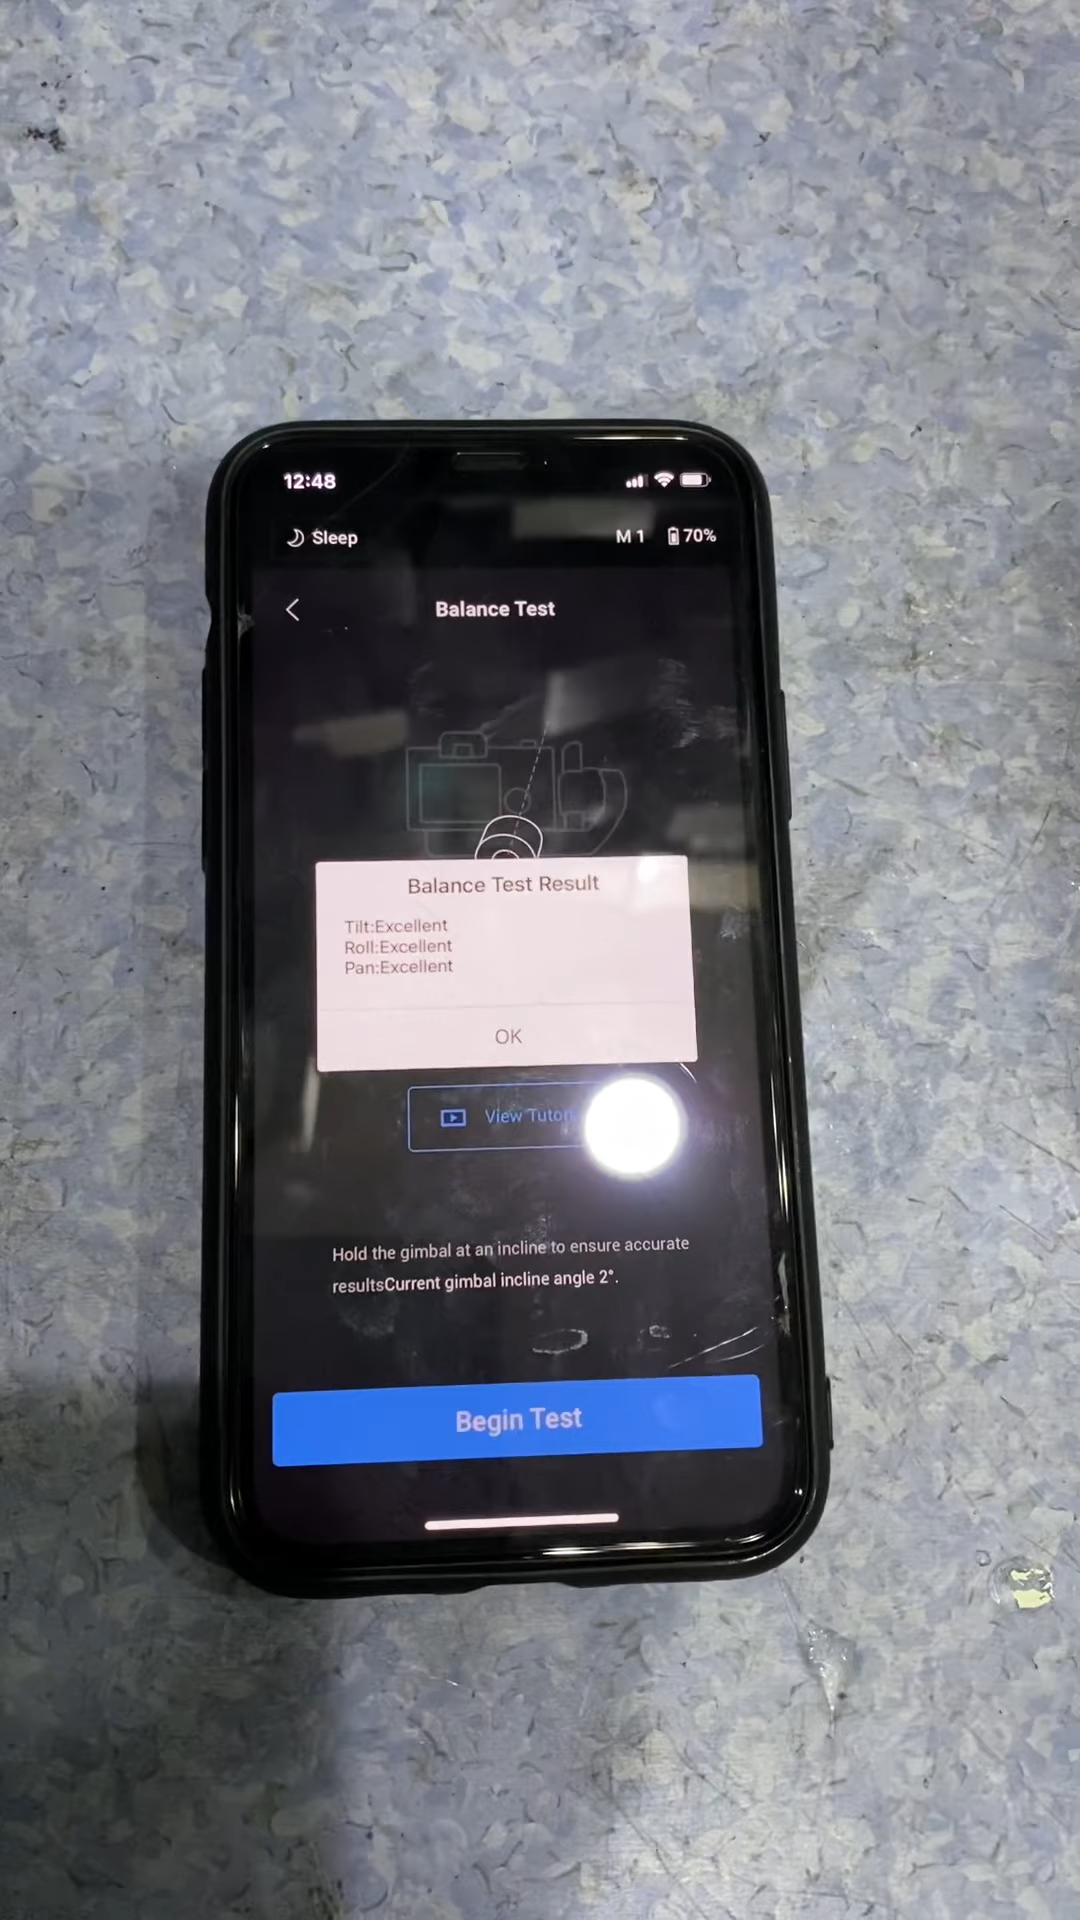 12:48
Sleep
M 1 70%
Balance Test
Balance Test Result
Tilt:Excellent
Roll:Excellent
Pan:Excellent
OK
View
Hold the gimbal at an incline to ensure accurate
resultsCurrent gimbal incline angle 2°.
Begin Test